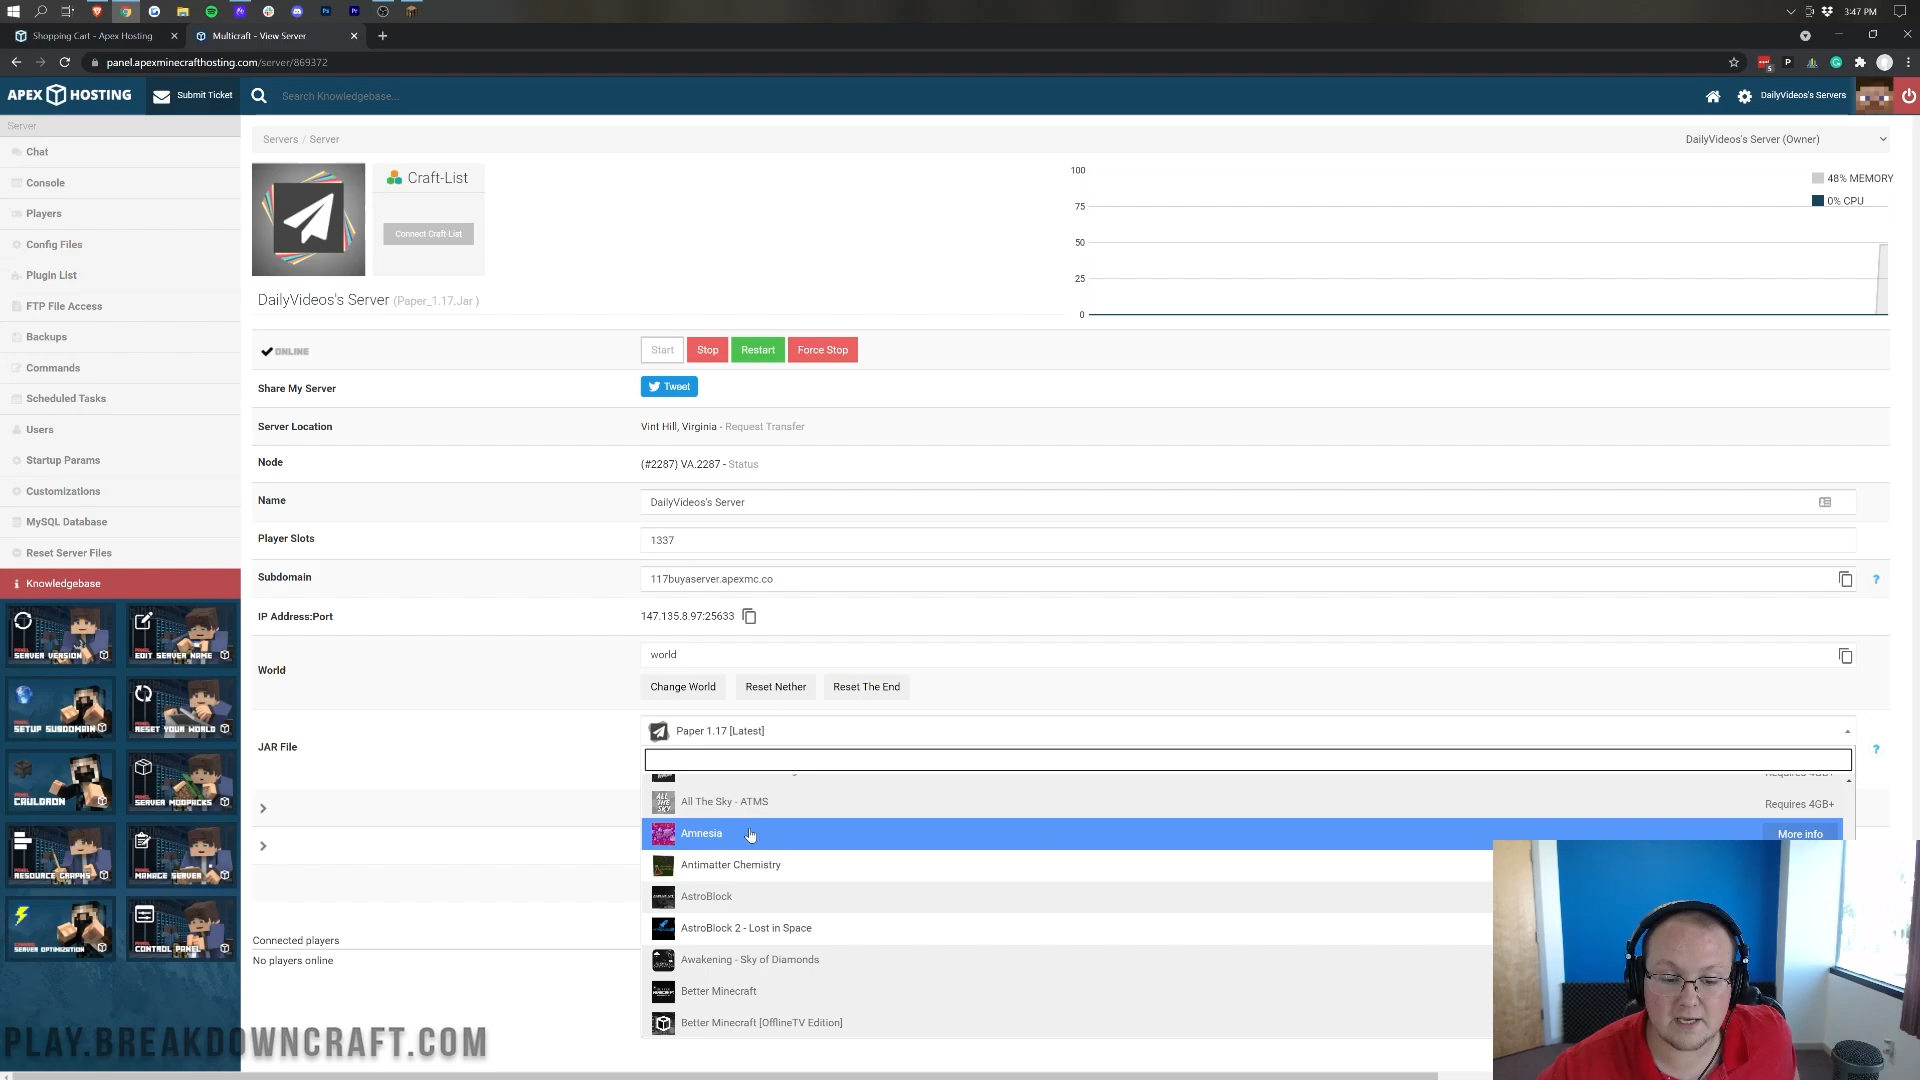 3:47 PM
Shopping Cart - Apex Hosting
Multicraft - View Server
panel.apexminecrafthosting.com/server/869372
APEX HOSTING
Submit Ticket
Search Knowledgebase...
DailyVideos's Servers
Server
Chat
Console
Players
Config Files
Plugin List
FTP File Access
Backups
Commands
Scheduled Tasks
Users
Startup Params
Customizations
MySQL Database
Reset Server Files
Knowledgebase
PANEL
SERVER VERSION
PANEL
EDIT SERVER NAME
SETUP SUBDOMAIN
RESET YOUR WORLD
CAULDRON
SERVER MODPACKS
RESOURCE GRAPHS
MANAGE SERVER
SERVER OPTIMIZATION
CONTROL PANEL
Servers / Server
DailyVideos's Server (Owner)
Craft-List
Connect Craft List
100
75
50
25
0
48% MEMORY
0% CPU
DailyVideos's Server (Paper_1.17.Jar )
ONLINE
Start
Stop
Restart
Force Stop
Share My Server
Tweet
Server Location
Vint Hill, Virginia - Request Transfer
Node
(#2287) VA.2287 - Status
Name
DailyVideos's Server
Player Slots
1337
Subdomain
117buyaserver.apexmc.co
IP Address:Port
147.135.8.97:25633
World
world
Change World
Reset Nether
Reset The End
JAR File
Paper 1.17 [Latest]
Requires 4GB+
All The Sky - ATMS
Requires 4GB+
Amnesia
More info
Antimatter Chemistry
AstroBlock
AstroBlock 2 - Lost in Space
Awakening - Sky of Diamonds
Better Minecraft
Better Minecraft [OfflineTV Edition]
Connected players
No players online
PLAY.BREAKDOWNCRAFT.COM